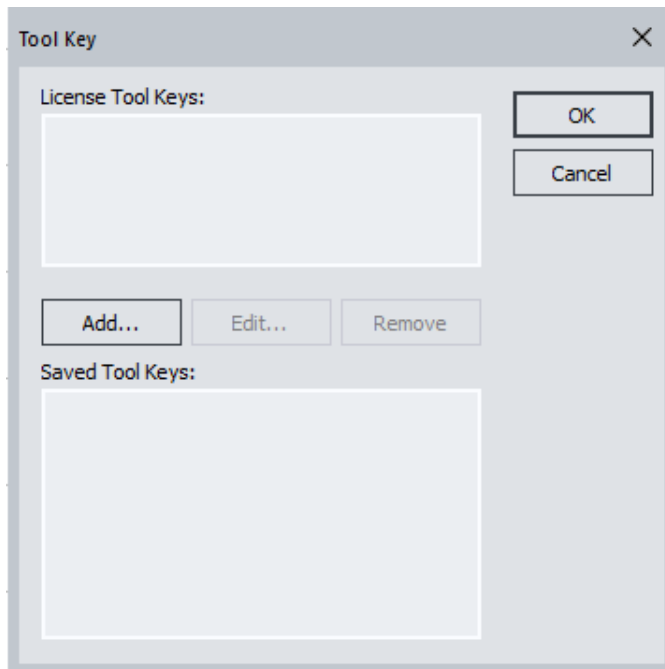 Tool Key
License Tool Keys:
OK
Cancel
Add...
Edit...
Remove
Saved Tool Keys: